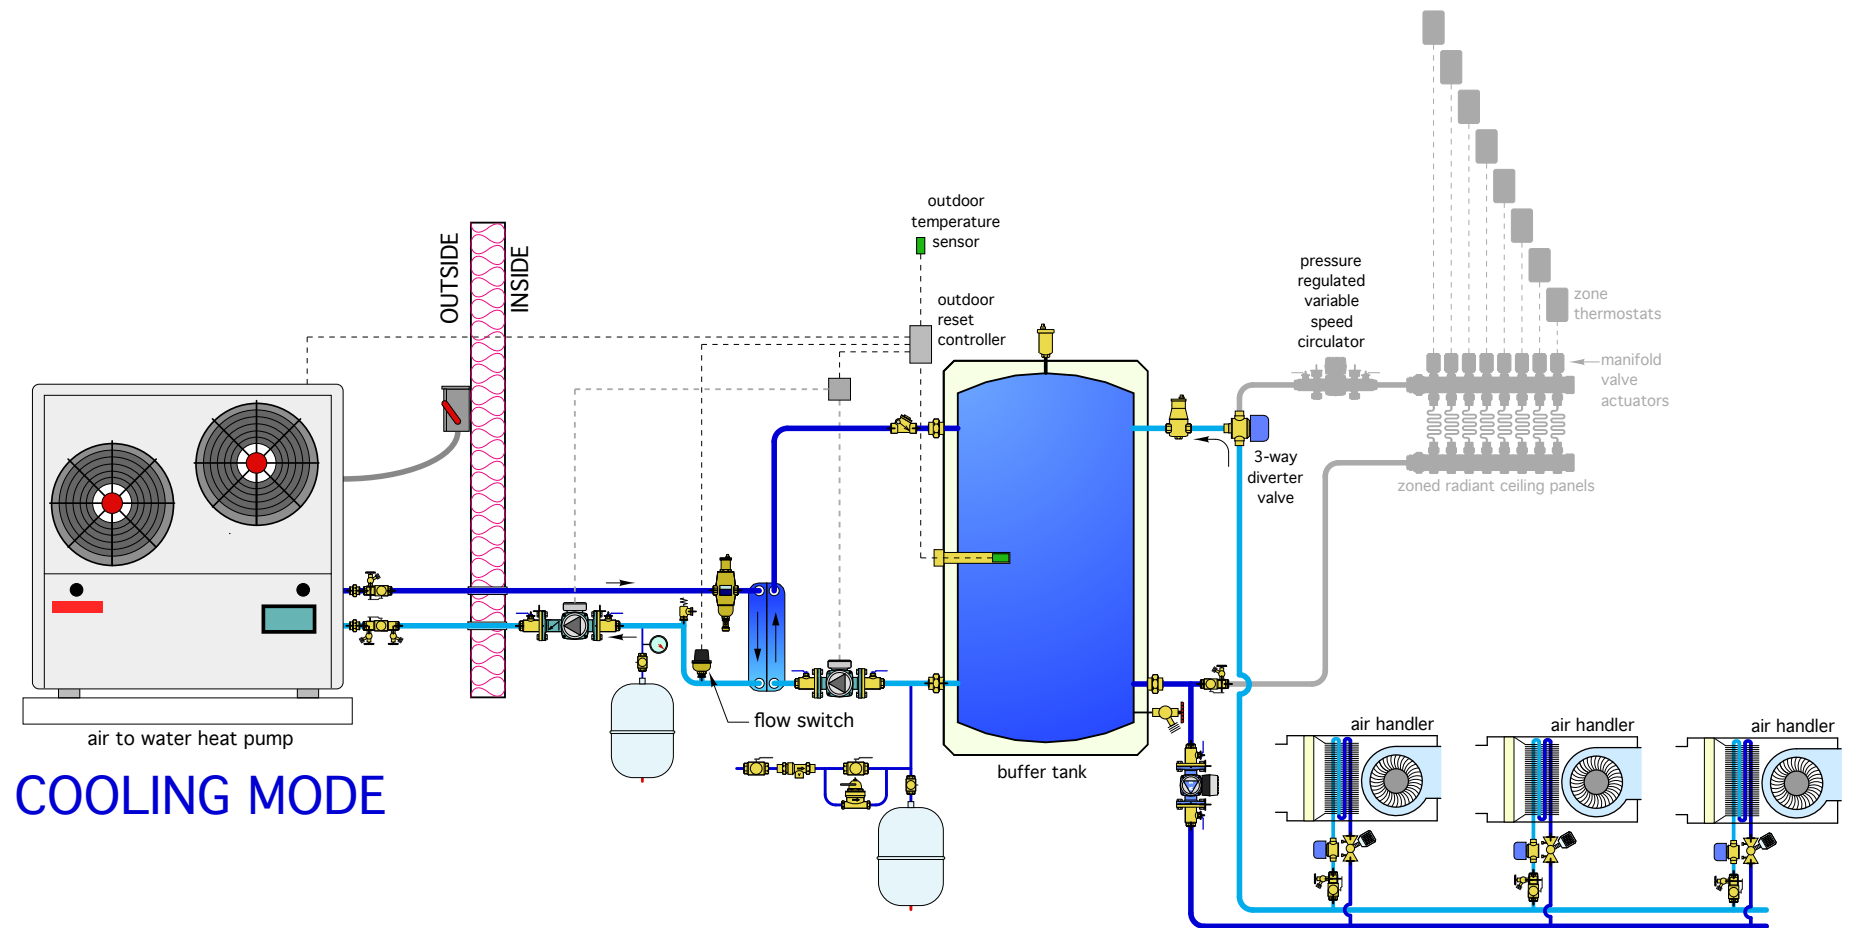 outdoor
temperature
sensor
OUTSIDE
INSIDE
outdoor
reset
controller
pressure
regulated
variable
speed
circulator
zone
thermostats
manifold
valve
actuators
3-way
diverter
valve
zoned radiant ceiling panels
flow switch
air to water heat pump
COOLING MODE
buffer tank
air handler
air handler
air handler